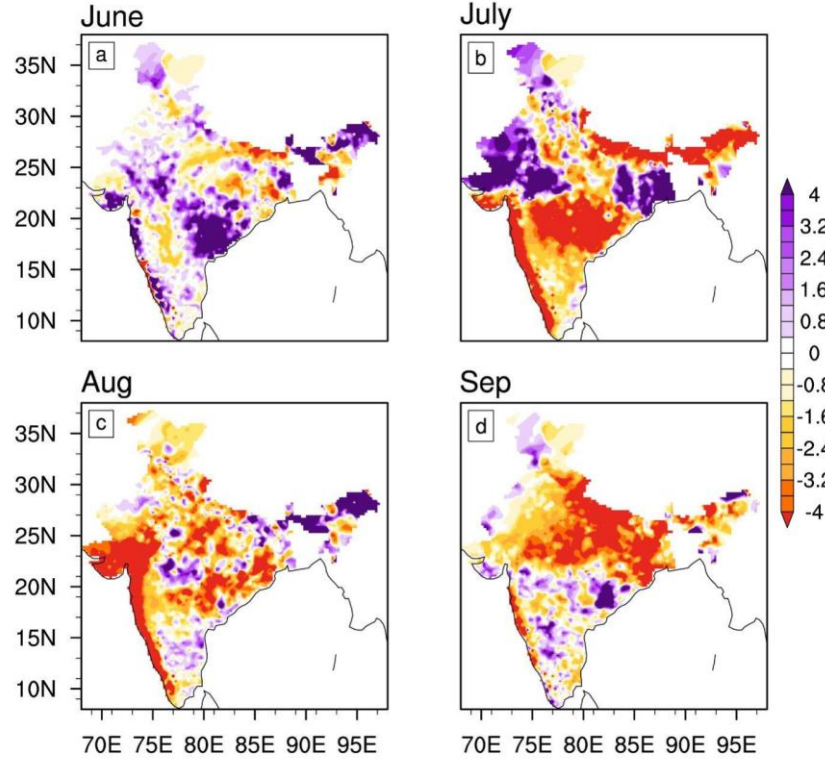 June
July
a
b
35N
30N
25N
20N
15N
10N
4
3.2
2.4
1.6
0.8
0
-0.8
-1.6
-2.4
-3.2
-4
Aug
Sep
c
d
35N
30N
25N
20N
15N
10N
70E 75E 80E 85E 90E 95E
70E 75E 80E 85E 90E 95E